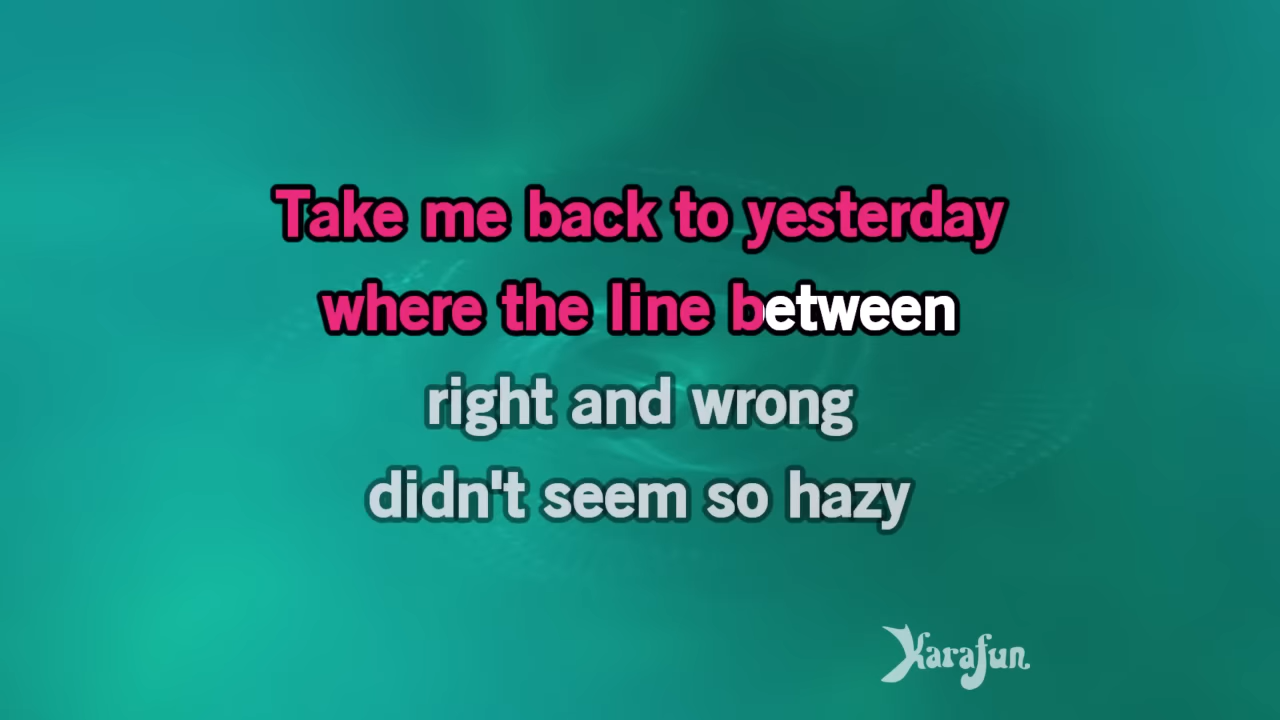 Take me back to yesterday
where the line between
right and wrong
didn't seem so hazy
Karafun